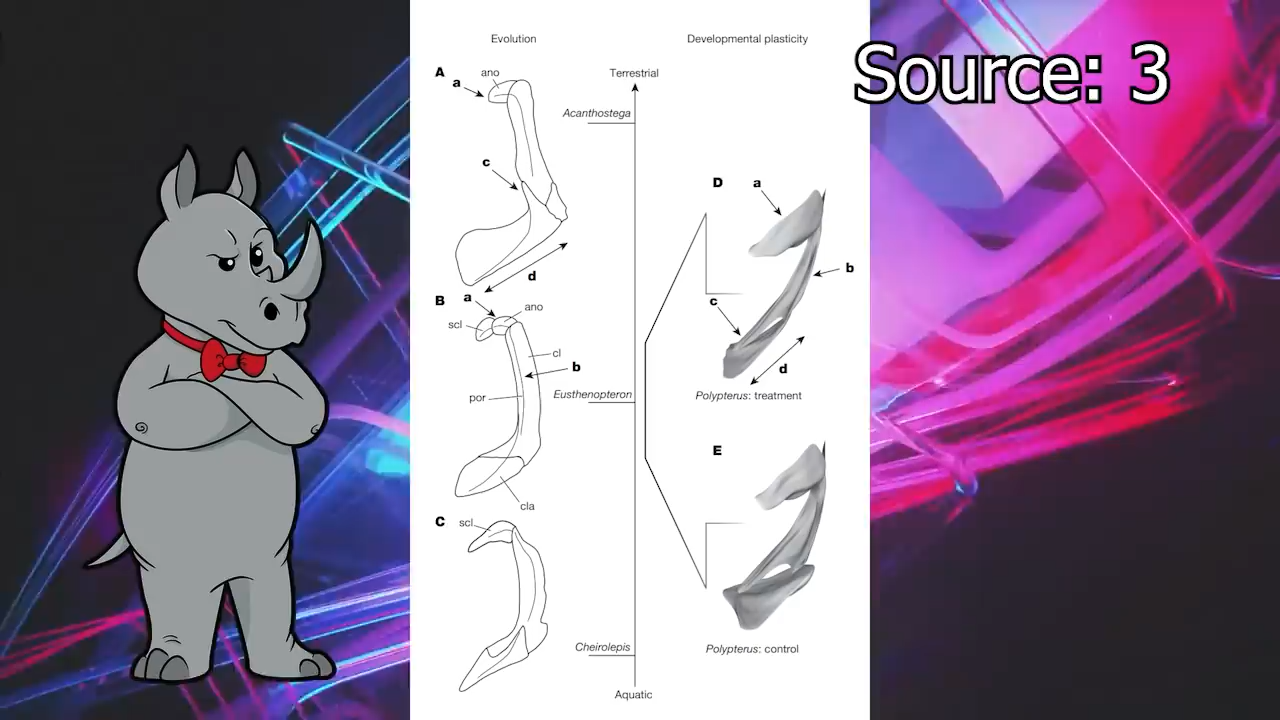 Source: 3
Evolution
Developmental plasticity
A
a
ano
c
d
Terrestrial
Acanthostega
B
a
ano
scl
cl
b
por
cla
Eusthenopteron
C
scl
Cheirolepis
Aquatic
D
a
b
c
d
Polypterus: treatment
E
Polypterus: control